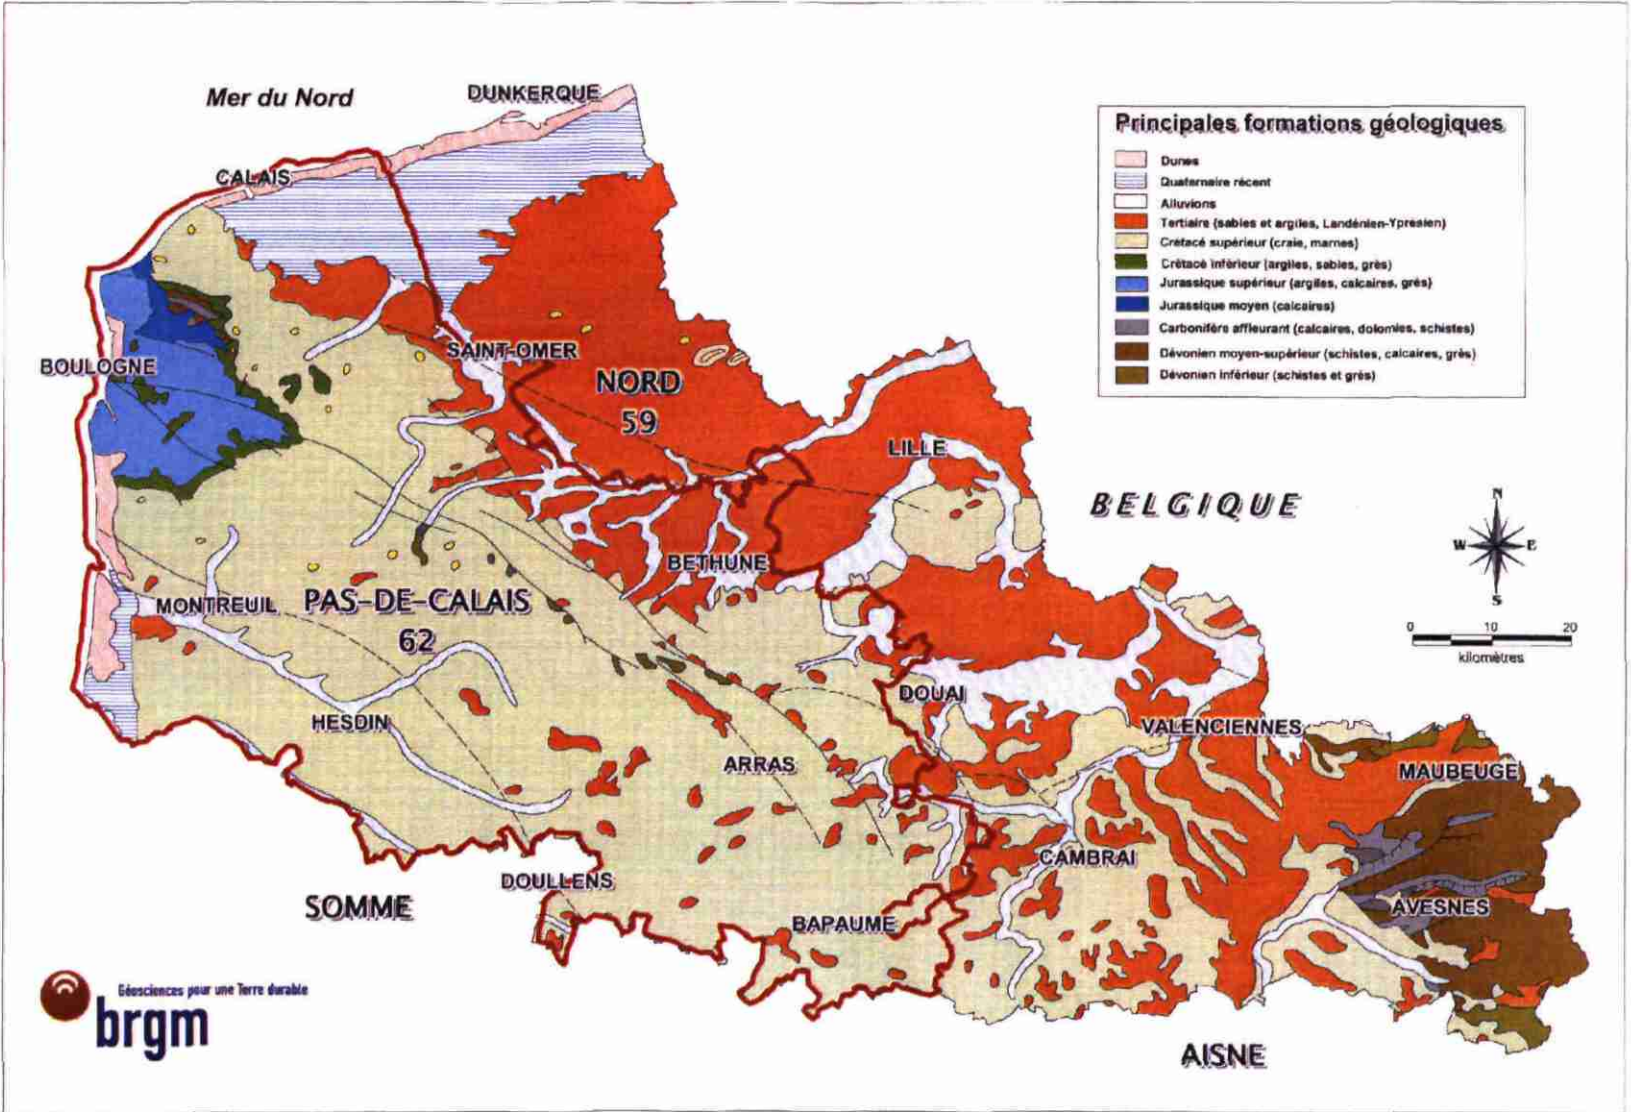 Mer du Nord
DUNKERQUE
CALAIS
Principales formations géologiques
Dunes
Quaternaire récent
Alluvions
Tertiaire (sables et argiles, Landénien-Ypresien)
Crétacé supérieur (craie, marnes)
Crétacé inférieur (argiles, sables, grès)
Jurassique supérieur (argiles, calcaires, grés)
Jurassique moyen (calcaires)
Carbonifère affleurant (calcaires, dolomies, schistes)
Dévonien moyen-supérieur (schistes, calcaires, grès)
Dévonien inférieur (schistes et grès)
BOULOGNE
SAINT-OMER
NORD
59
LILLE
BELGIQUE
N
W
E
S
BETHUNE
MONTREUIL
PAS-DE-CALAIS
62
0 10 20
kilomètres
DOUAI
HESDIN
VALENCIENNES
ARRAS
MAUBEUGE
CAMBRAI
DOULLENS
SOMME
BAPAUME
AVESNES
Géosciences pour une Terre durable
brgm
AISNE